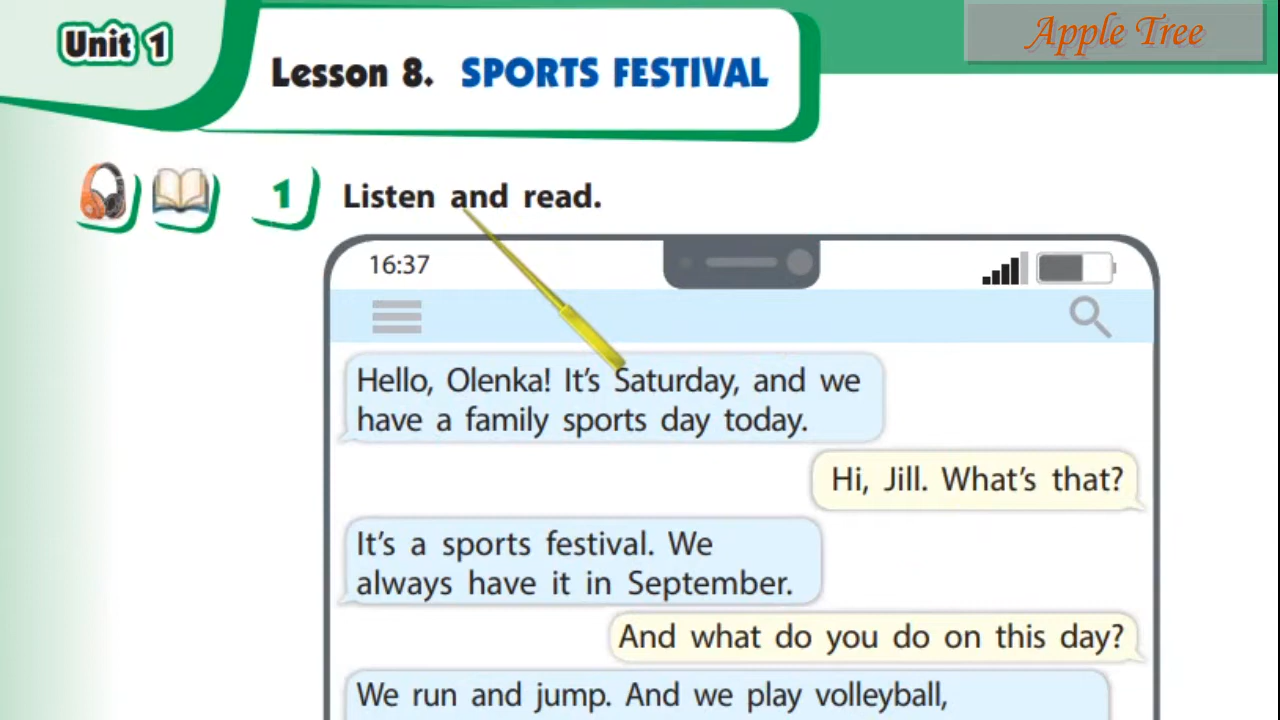 Unit 1
Apple Tree
Lesson 8. SPORTS FESTIVAL
1 Listen and read.
16:37
Hello, Olenka! It's Saturday, and we
have a family sports day today.
Hi, Jill. What's that?
It's a sports festival. We
always have it in September.
And what do you do on this day?
We run and jump. And we play volleyball,